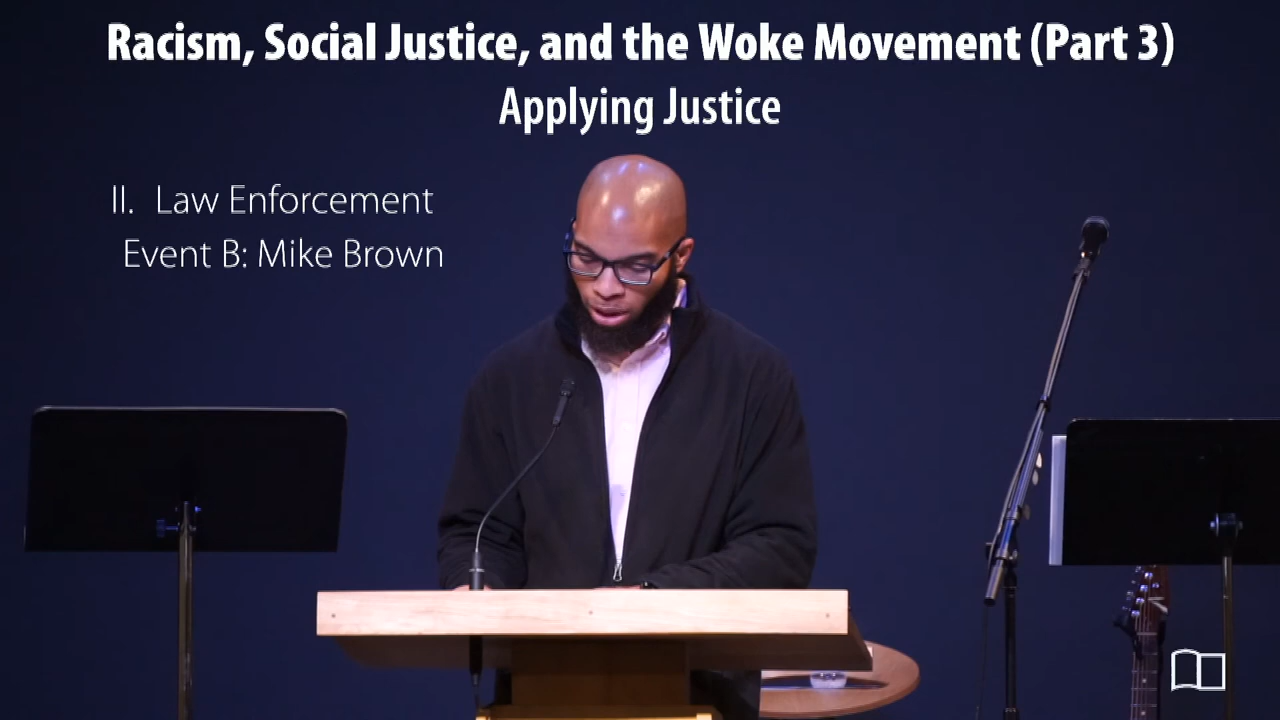 Racism, Social Justice, and the Woke Movement (Part 3)
Applying Justice
II. Law Enforcement
Event B: Mike Brown